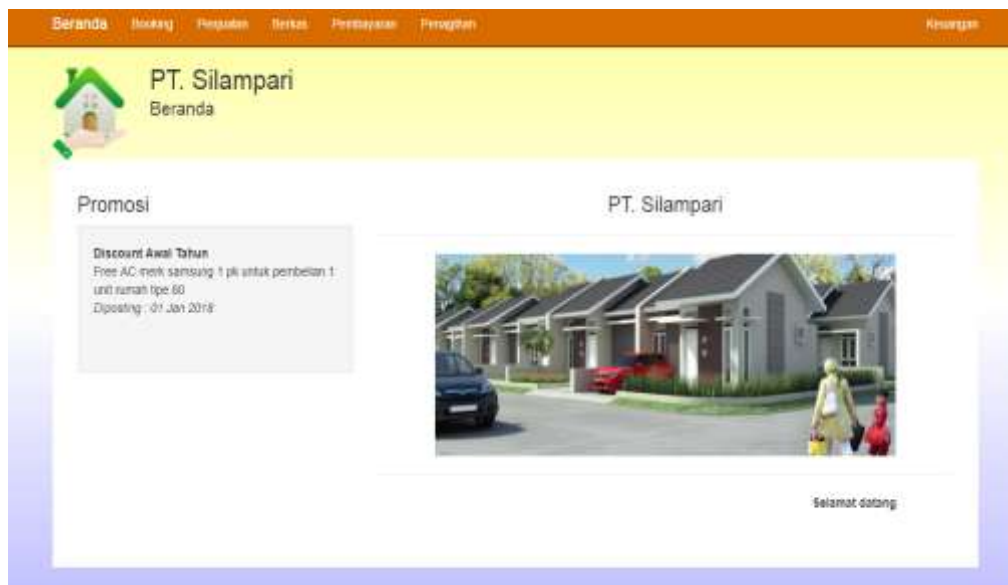 Beranda Booking Penjualan Berkas Pembayaran Penagihan Keuangan
PT. Silampari
Beranda
Promosi
PT. Silampari
Discount Awal Tahun
Free AC merk samsung 1 pk untuk pembelian 1
unit rumah tipe 60
Diposting : 01 Jan 2018
Selamat datang